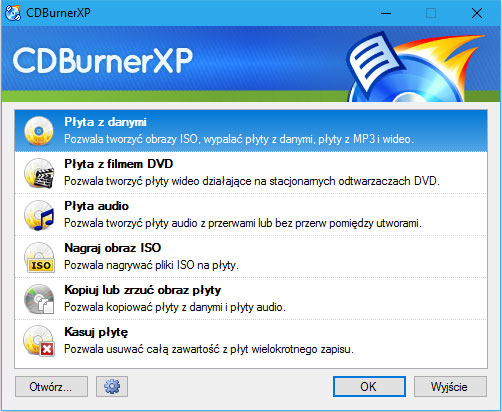 CDBurnerXP
CDBurnerXP
Płyta z danymi
Pozwala tworzyć obrazy ISO, wypalać płyty z danymi, płyty z MP3 i wideo.
Płyta z filmem DVD
Pozwala tworzyć płyty wideo działające na stacjonarnych odtwarzaczach DVD.
Płyta audio
Pozwala tworzyć płyty audio z przerwami lub bez przerw pomiędzy utworami.
Nagraj obraz ISO
Pozwala nagrywać pliki ISO na płyty.
ISO
Kopiuj lub zrzuć obraz płyty
Pozwala kopiować płyty z danymi i płyty audio.
Kasuj płytę
Pozwala usuwać całą zawartość z płyt wielokrotnego zapisu.
Otwórz... OK Wyjście